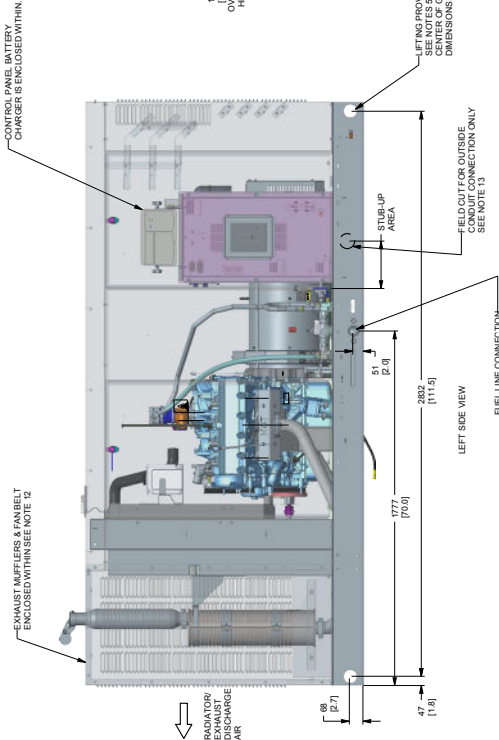 CONTROL PANEL BATTERY
CHARGER IS ENCLOSED WITHIN.
1
[
OV
H
LIFTING PROV
SEE NOTES 5
CENTER OF G
DIMENSIONS
EXHAUST MUFFLERS & FAN BELT
ENCLOSED WITHIN SEE NOTE 12
STUB-UP
AREA
FIELD CUT FOR OUTSIDE
CONDUIT CONNECTION ONLY
SEE NOTE 13
RADIATOR/
EXHAUST
DISCHARGE
AIR
68
[2.7]
47
[1.8]
51
[2.0]
1777
[70.0]
2832
[111.5]
LEFT SIDE VIEW
FUEL LINE CONNECTION